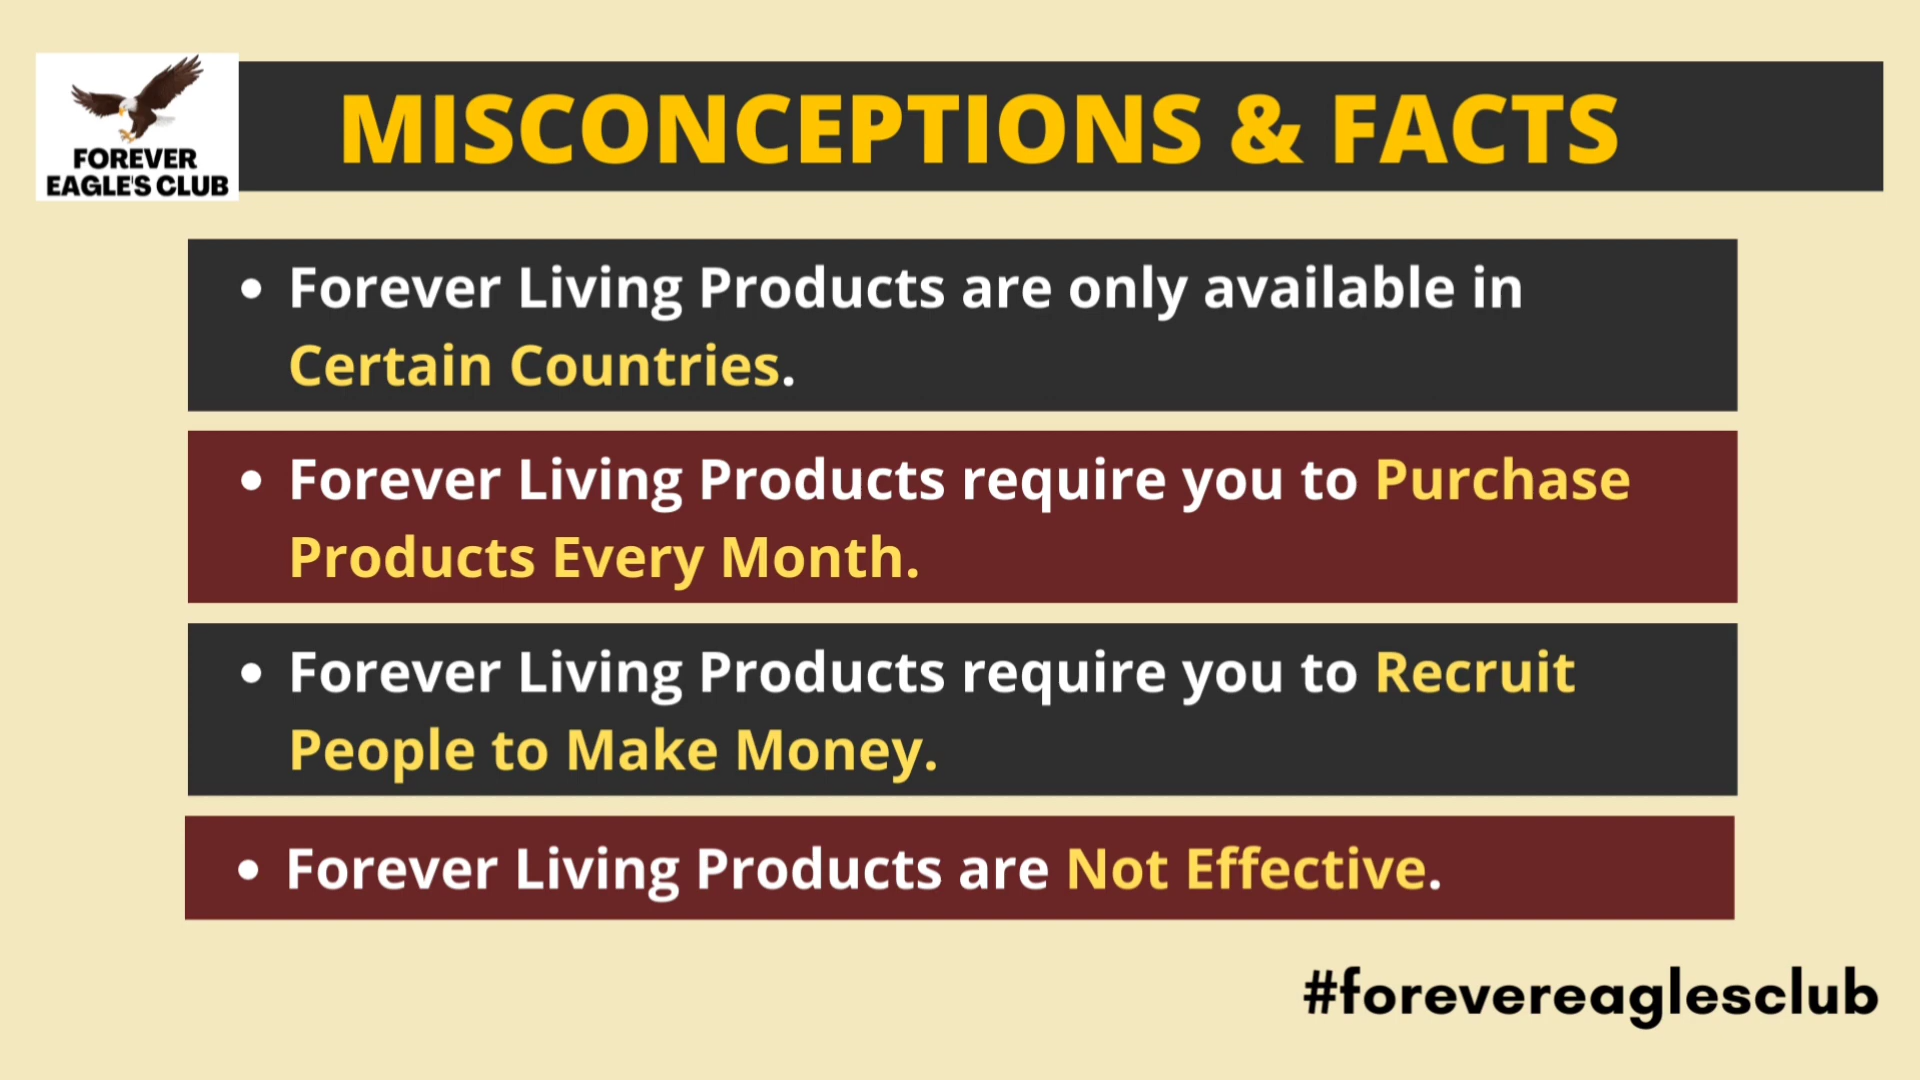 FOREVER
EAGLE'S CLUB
MISCONCEPTIONS & FACTS
• Forever Living Products are only available in
Certain Countries.
• Forever Living Products require you to Purchase
Products Every Month.
• Forever Living Products require you to Recruit
People to Make Money.
• Forever Living Products are Not Effective.
#forevereaglesclub